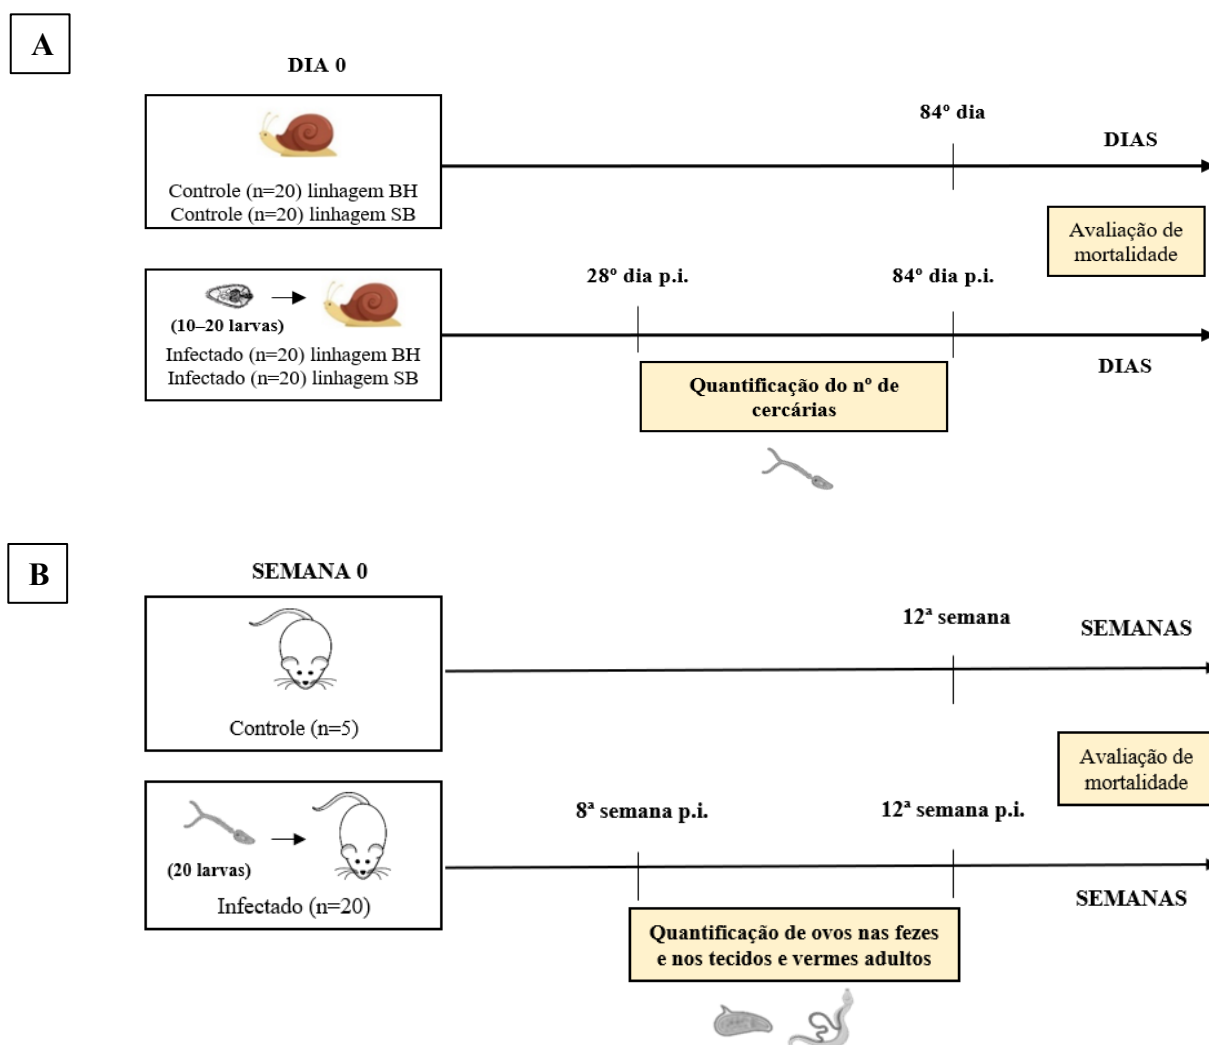 A
DIA 0
Controle (n=20) linhagem BH
Controle (n=20) linhagem SB
84º dia
DIAS
Avaliação de
mortalidade
(10–20 larvas)
Infectado (n=20) linhagem BH
Infectado (n=20) linhagem SB
28º dia p.i.
84º dia p.i.
DIAS
Quantificação do nº de
cercárias
B
SEMANA 0
Controle (n=5)
12ª semana
SEMANAS
Avaliação de
mortalidade
(20 larvas)
Infectado (n=20)
8ª semana p.i.
12ª semana p.i.
SEMANAS
Quantificação de ovos nas fezes
e nos tecidos e vermes adultos